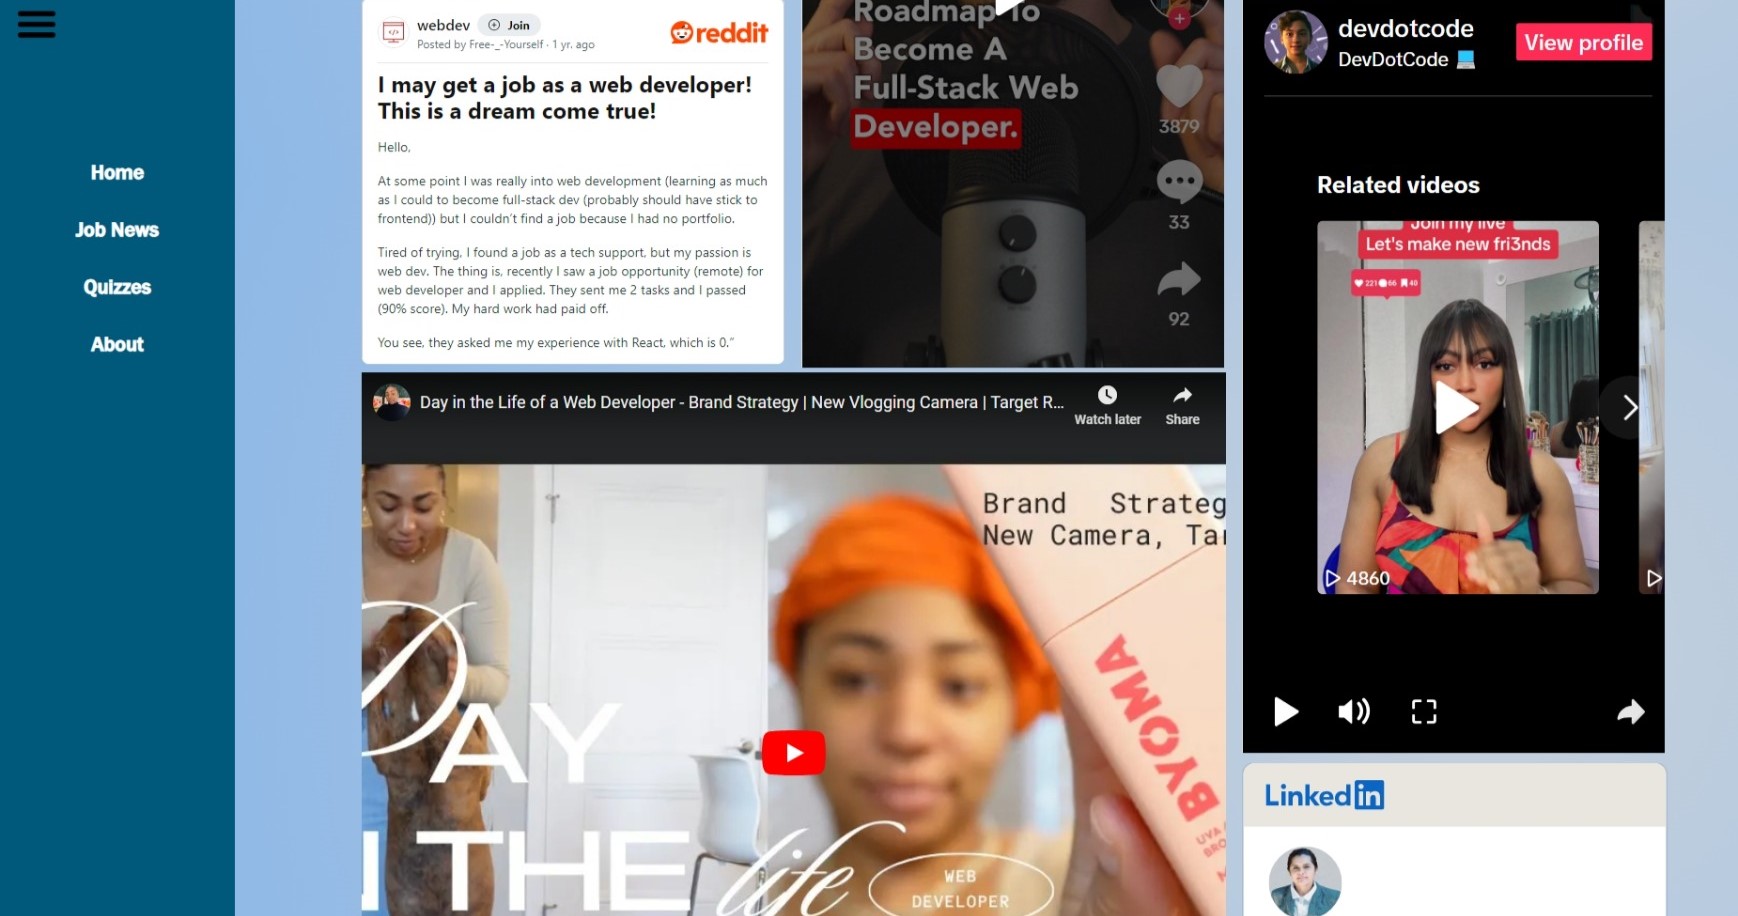 Home
Job News
Quizzes
About
webdev
Join
Posted by Free-_-Yourself · 1 yr. ago
reddit
I may get a job as a web developer!
This is a dream come true!
Hello,
At some point I was really into web development (learning as much
as I could to become full-stack dev (probably should have stick to
frontend)) but I couldn't find a job because I had no portfolio.
Tired of trying, I found a job as a tech support, but my passion is
web dev. The thing is, recently I saw a job opportunity (remote) for
web developer and I applied. They sent me 2 tasks and I passed
(90% score). My hard work had paid off.
You see, they asked me my experience with React, which is 0."
Roadmap To
Become A
Full-Stack Web
Developer.
3879
33
92
devdotcode
DevDotCode
View profile
Related videos
Join my live
Let's make new fri3nds
221 66 40
4860
Day in the Life of a Web Developer - Brand Strategy | New Vlogging Camera | Target R...
Watch later
Share
Brand Strateg
New Camera, Tar
BYOMA
DAY
THE life
WEB
DEVELOPER
LinkedIn